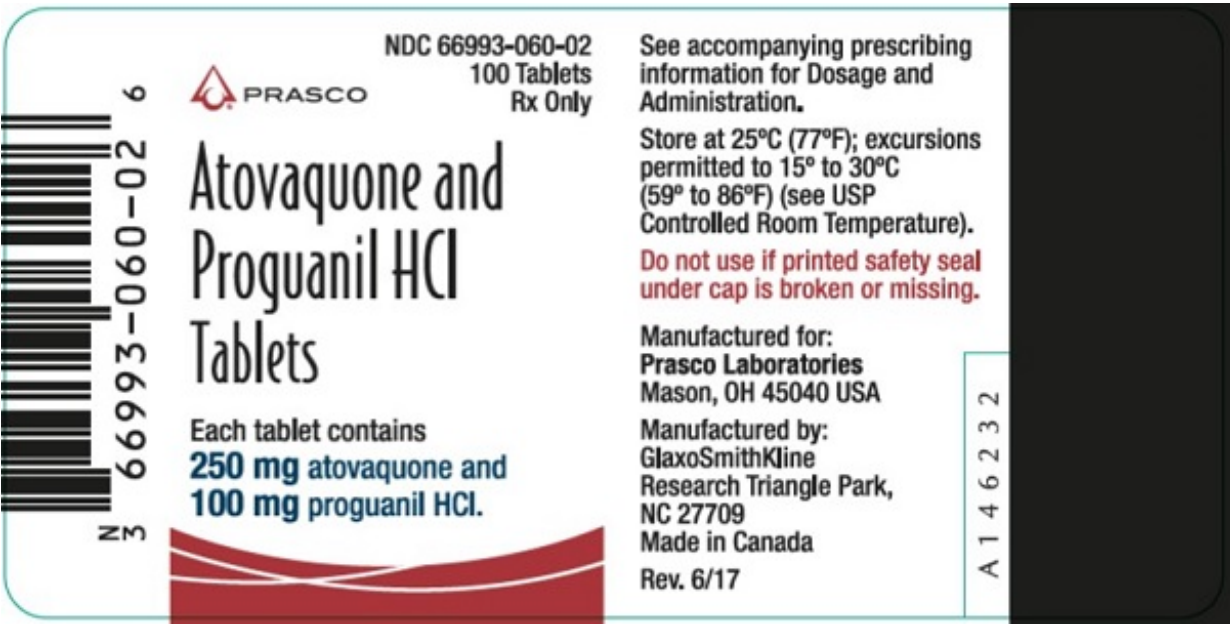 NDC 66993-060-02
100 Tablets
Rx Only
PRASCO
Atovaquone and
Proguanil HCl
Tablets
Each tablet contains
250 mg atovaquone and
100 mg proguanil HCl.
See accompanying prescribing
information for Dosage and
Administration.
Store at 25ºC (77ºF); excursions
permitted to 15º to 30ºC
(59º to 86ºF) (see USP
Controlled Room Temperature).
Do not use if printed safety seal
under cap is broken or missing.
Manufactured for:
Prasco Laboratories
Mason, OH 45040 USA
Manufactured by:
GlaxoSmithKline
Research Triangle Park,
NC 27709
Made in Canada
Rev. 6/17
A146232
N
3 66993-060-02 6